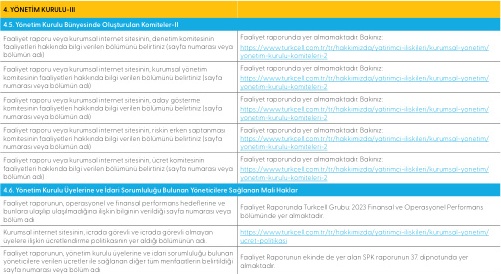 4. YÖNETİM KURULU-III
4.5. Yönetim Kurulu Bünyesinde Oluşturulan Komiteler-II
Faaliyet raporu veya kurumsal internet sitesinin, denetim komitesinin
faaliyetleri hakkında bilgi verilen bölümünü belirtiniz (sayfa numarası veya
bölümün adı)
Faaliyet raporunda yer almamaktadır. Bakınız:
https://www.turkcell.com.tr/tr/hakkimizda/yatirimci-iliskileri/kurumsal-yonetim/
yonetim-kurulu-komiteleri-2
Faaliyet raporu veya kurumsal internet sitesinin, kurumsal yönetim
komitesinin faaliyetleri hakkında bilgi verilen bölümünü belirtiniz (sayfa
numarası veya bölümün adı)
Faaliyet raporunda yer almamaktadır. Bakınız:
https://www.turkcell.com.tr/tr/hakkimizda/yatirimci-iliskileri/kurumsal-yonetim/
yonetim-kurulu-komiteleri-2
Faaliyet raporu veya kurumsal internet sitesinin, aday gösterme
komitesinin faaliyetleri hakkında bilgi verilen bölümünü belirtiniz (sayfa
numarası veya bölümün adı)
Faaliyet raporunda yer almamaktadır. Bakınız:
https://www.turkcell.com.tr/tr/hakkimizda/yatirimci-iliskileri/kurumsal-yonetim/
yonetim-kurulu-komiteleri-2
Faaliyet raporu veya kurumsal internet sitesinin, riskin erken saptanması
komitesinin faaliyetleri hakkında bilgi verilen bölümünü belirtiniz (sayfa
numarası veya bölümün adı)
Faaliyet raporunda yer almamaktadır. Bakınız:
https://www.turkcell.com.tr/tr/hakkimizda/yatirimci-iliskileri/kurumsal-yonetim/
yonetim-kurulu-komiteleri-2
Faaliyet raporu veya kurumsal internet sitesinin, ücret komitesinin
faaliyetleri hakkında bilgi verilen bölümünü belirtiniz (sayfa numarası veya
bölümün adı)
Faaliyet raporunda yer almamaktadır. Bakınız:
https://www.turkcell.com.tr/tr/hakkimizda/yatirimci-iliskileri/kurumsal-yonetim/
yonetim-kurulu-komiteleri-2
4.6. Yönetim Kurulu Üyelerine ve İdari Sorumluluğu Bulunan Yöneticilere Sağlanan Mali Haklar
Faaliyet raporunun, operasyonel ve finansal performans hedeflerine ve
bunlara ulaşılıp ulaşılmadığına ilişkin bilginin verildiği sayfa numarası veya
bölüm adı
Faaliyet Raporunda Turkcell Grubu 2023 Finansal ve Operasyonel Performans
bölümünde yer almaktadır.
Kurumsal internet sitesinin, icrada görevli ve icrada görevli olmayan
üyelere ilişkin ücretlendirme politikasının yer aldığı bölümünün adı.
https://www.turkcell.com.tr/tr/hakkimizda/yatirimci-iliskileri/kurumsal-yonetim/
ucret-politikasi
Faaliyet raporunun, yönetim kurulu üyelerine ve idari sorumluluğu bulunan
yöneticilere verilen ücretler ile sağlanan diğer tüm menfaatlerin belirtildiği
sayfa numarası veya bölüm adı
Faaliyet Raporunun ekinde de yer alan SPK raporunun 37. dipnotunda yer
almaktadır.